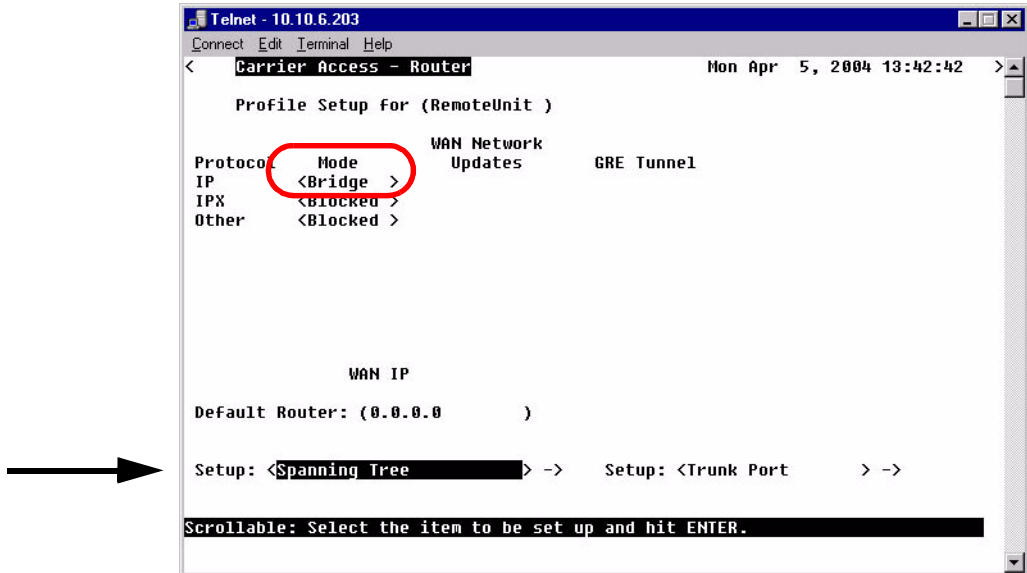 Telnet - 10.10.6.203
Connect Edit Terminal Help
< Carrier Access - Router Mon Apr 5, 2004 13:42:42 >
Profile Setup for (RemoteUnit )
WAN Network
Protocol Mode Updates GRE Tunnel
IP <Bridge >
IPX <Blocked >
Other <Blocked >
WAN IP
Default Router: (0.0.0.0 )
Setup: <Spanning Tree > -> Setup: <Trunk Port > ->
Scrollable: Select the item to be set up and hit ENTER.